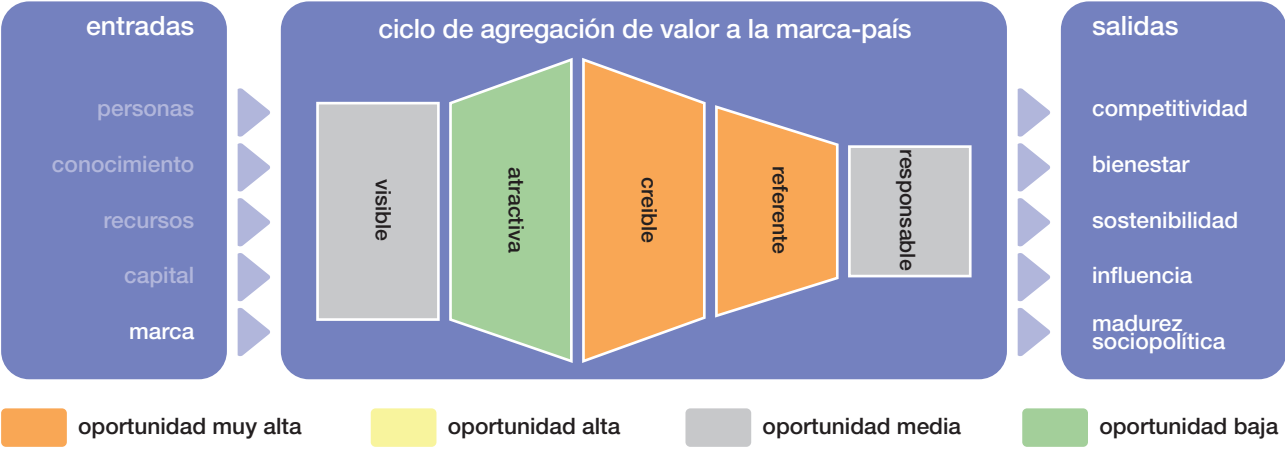 entradas
personas
conocimiento
recursos
capital
marca
ciclo de agregación de valor a la marca-país
visible
atractiva
creible
referente
responsable
salidas
competitividad
bienestar
sostenibilidad
influencia
madurez
sociopolítica
oportunidad muy alta
oportunidad alta
oportunidad media
oportunidad baja